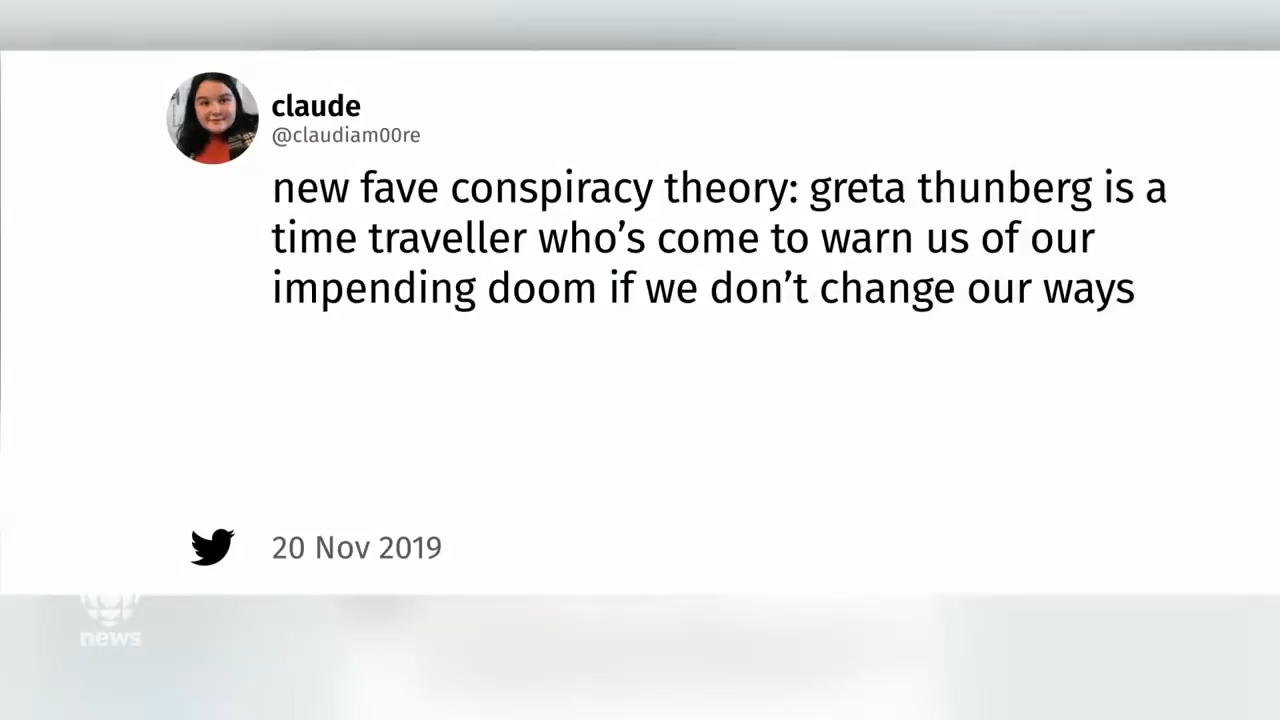 claude
@claudiam00re
new fave conspiracy theory: greta thunberg is a
time traveller who's come to warn us of our
impending doom if we don't change our ways
20 Nov 2019
news